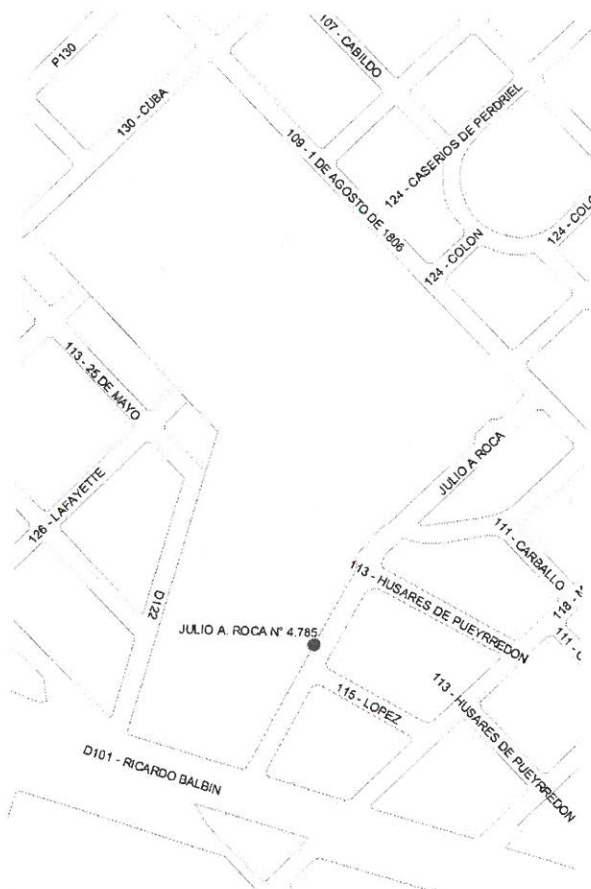 P130
107 - CABILDO
130 - CUBA
124 - CASERIOS DE PERDRIEL
109 - 1 DE AGOSTO DE 1806
124 - COLO
124 - COLON
113 - 25 DE MAYO
JULIO A ROCA
126 - LAFAYETTE
111 - CARBALLO
113 - HUSARES DE PUEYRREDON
D122
118 -
JULIO A. ROCA N° 4.785
111 -
115 - LOPEZ
113 - HUSARES DE PUEYRREDON
D101 - RICARDO BALBIN